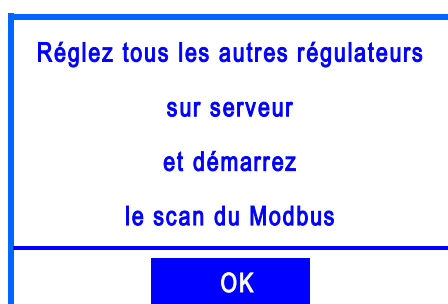 Réglez tous les autres régulateurs
sur serveur
et démarrez
le scan du Modbus
OK